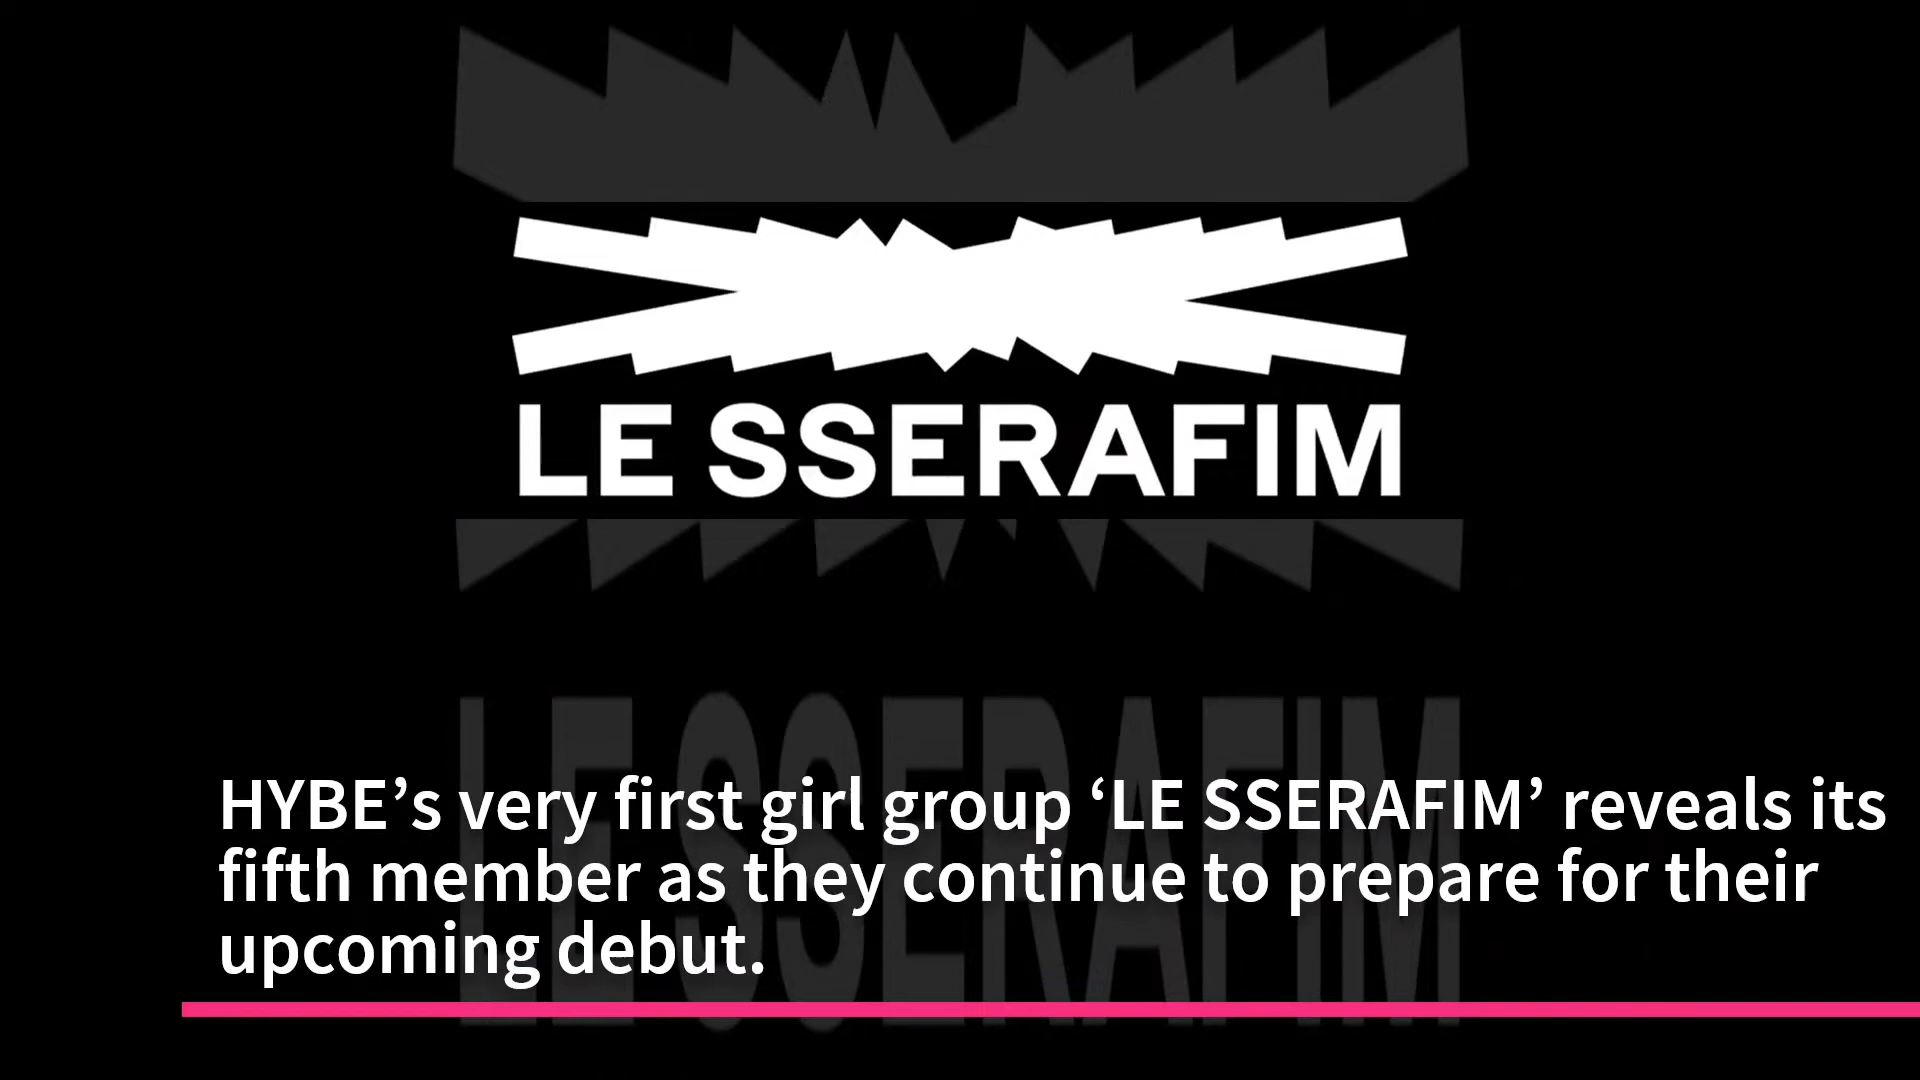 LE SSERAFIM
LE SSERAFIM
HYBE’s very first girl group ‘LE SSERAFIM’ reveals its
fifth member as they continue to prepare for their
upcoming debut.